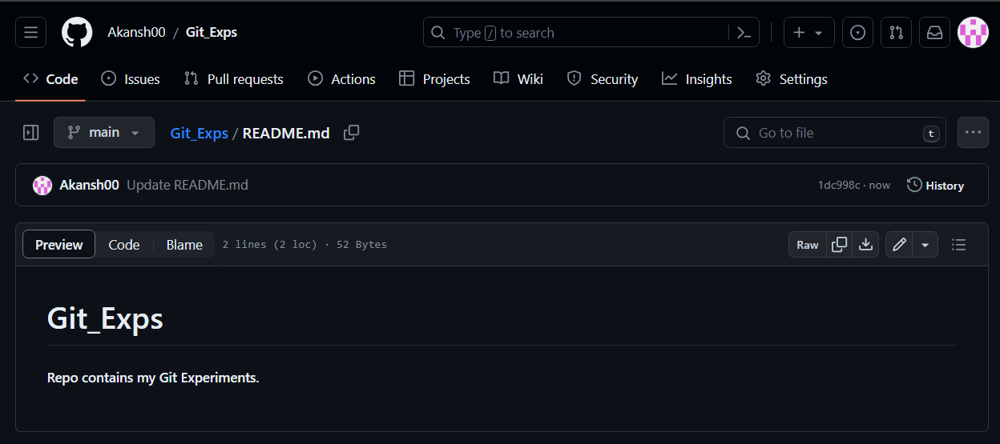 Akansh00 / Git_Exps
Type / to search
Code Issues Pull requests Actions Projects Wiki Security Insights Settings
main Git_Exps / README.md
Go to file t
Akansh00 Update README.md
1dc998c · now History
Preview Code Blame 2 lines (2 loc) · 52 Bytes
Raw
Git_Exps
Repo contains my Git Experiments.